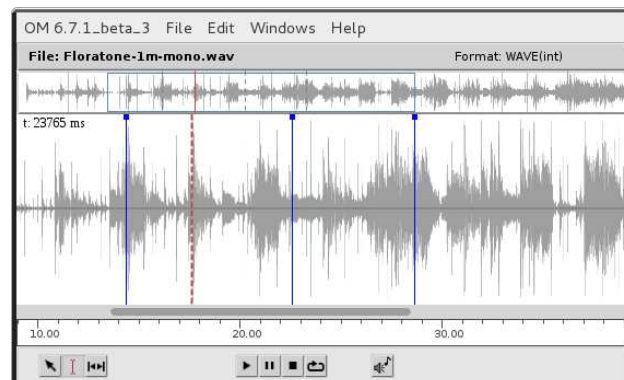 OM 6.7.1_beta_3 File Edit Windows Help
File: Floratone-1m-mono.wav Format: WAVE(int)
t: 23765 ms
10.00 20.00 30.00